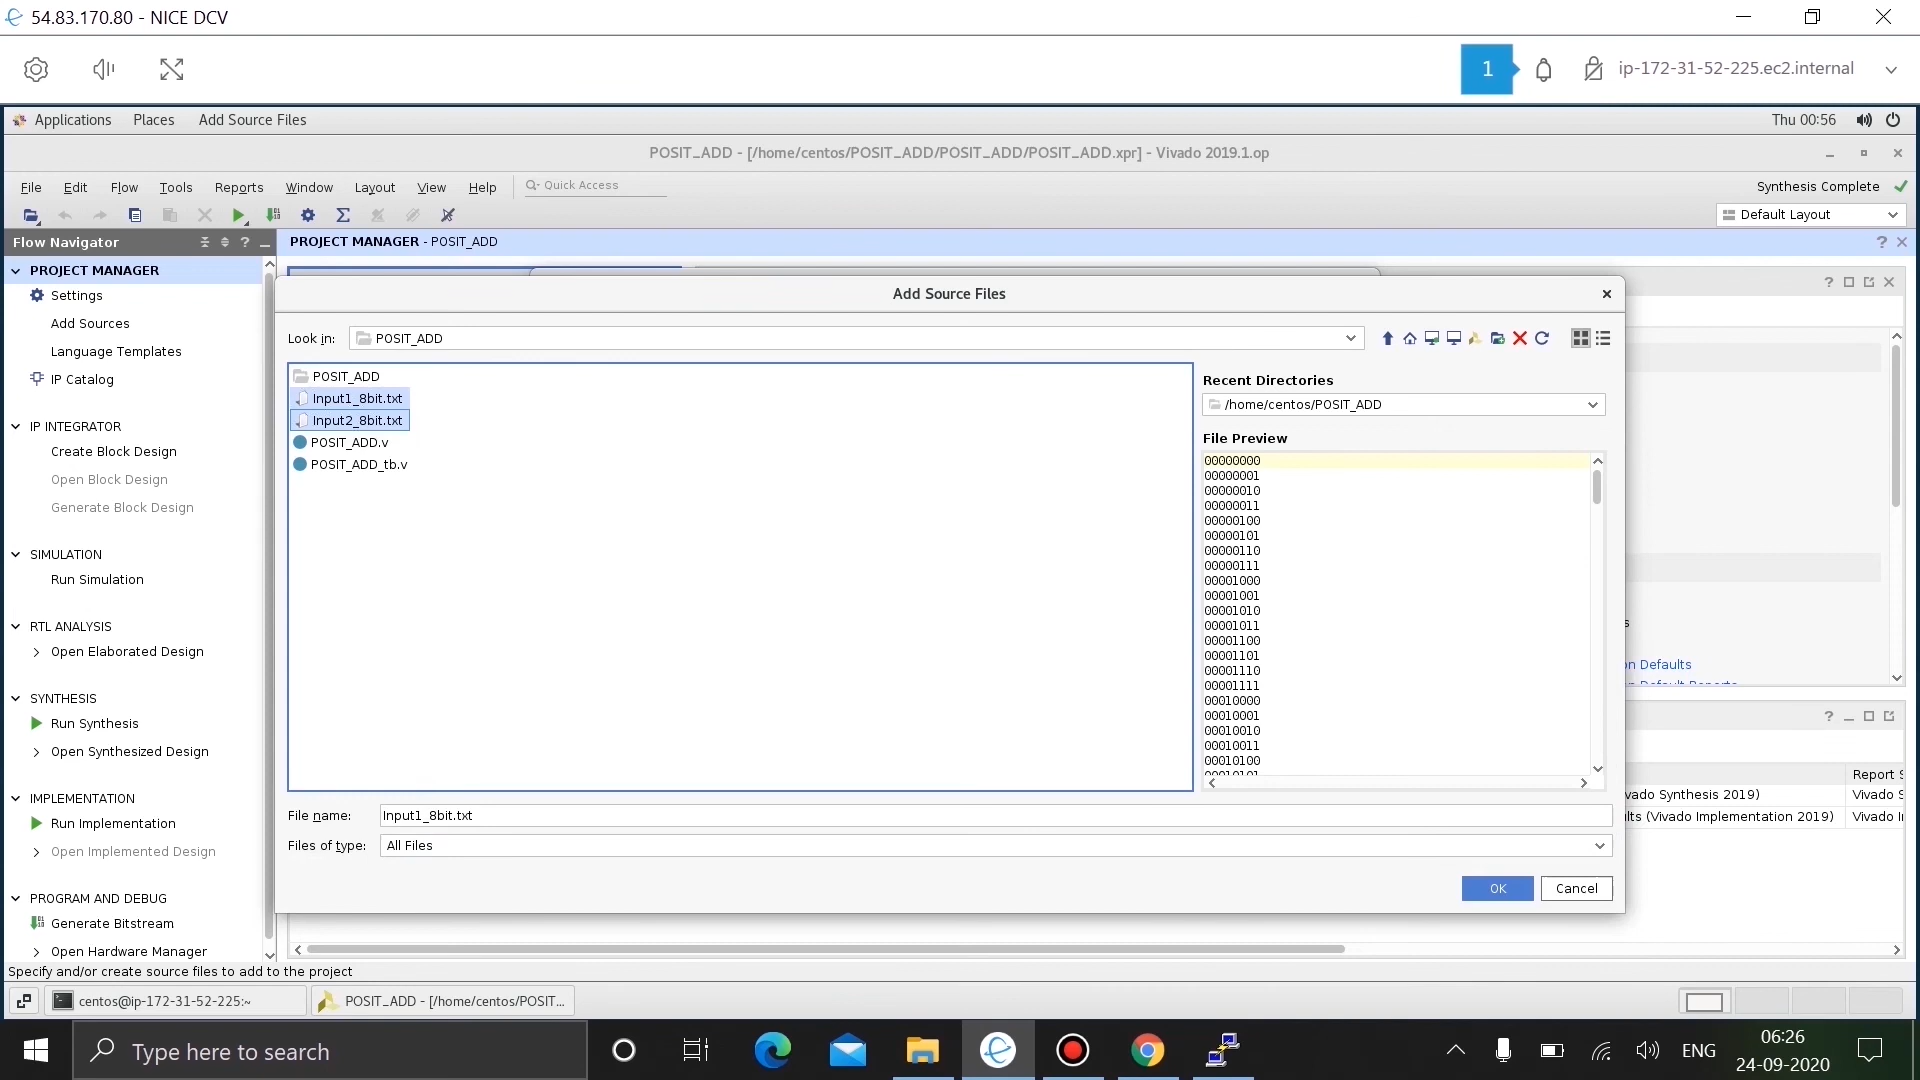 54.83.170.80 - NICE DCV
1
ip-172-31-52-225.ec2.internal
Applications Places Add Source Files Thu 00:56
POSIT_ADD - [/home/centos/POSIT_ADD/POSIT_ADD/POSIT_ADD.xpr] - Vivado 2019.1.op
File Edit Flow Tools Reports Window Layout View Help Quick Access Synthesis Complete
Default Layout
Flow Navigator
PROJECT MANAGER - POSIT_ADD
PROJECT MANAGER
Settings
Add Sources
Language Templates
IP Catalog
IP INTEGRATOR
Create Block Design
Open Block Design
Generate Block Design
SIMULATION
Run Simulation
RTL ANALYSIS
Open Elaborated Design
SYNTHESIS
Run Synthesis
Open Synthesized Design
IMPLEMENTATION
Run Implementation
Open Implemented Design
PROGRAM AND DEBUG
Generate Bitstream
Open Hardware Manager
Add Source Files
Look in: POSIT_ADD
POSIT_ADD
Input1_8bit.txt
Input2_8bit.txt
POSIT_ADD.v
POSIT_ADD_tb.v
Recent Directories
/home/centos/POSIT_ADD
File Preview
00000000
00000001
00000010
00000011
00000100
00000101
00000110
00000111
00001000
00001001
00001010
00001011
00001100
00001101
00001110
00001111
00010000
00010001
00010010
00010011
00010100
File name: Input1_8bit.txt
Files of type: All Files
OK Cancel
s
on Defaults
Report S
vado Synthesis 2019) Vivado S
lts (Vivado Implementation 2019) Vivado I
Specify and/or create source files to add to the project
centos@ip-172-31-52-225:~
POSIT_ADD - [/home/centos/POSIT...
Type here to search
ENG
06:26
24-09-2020